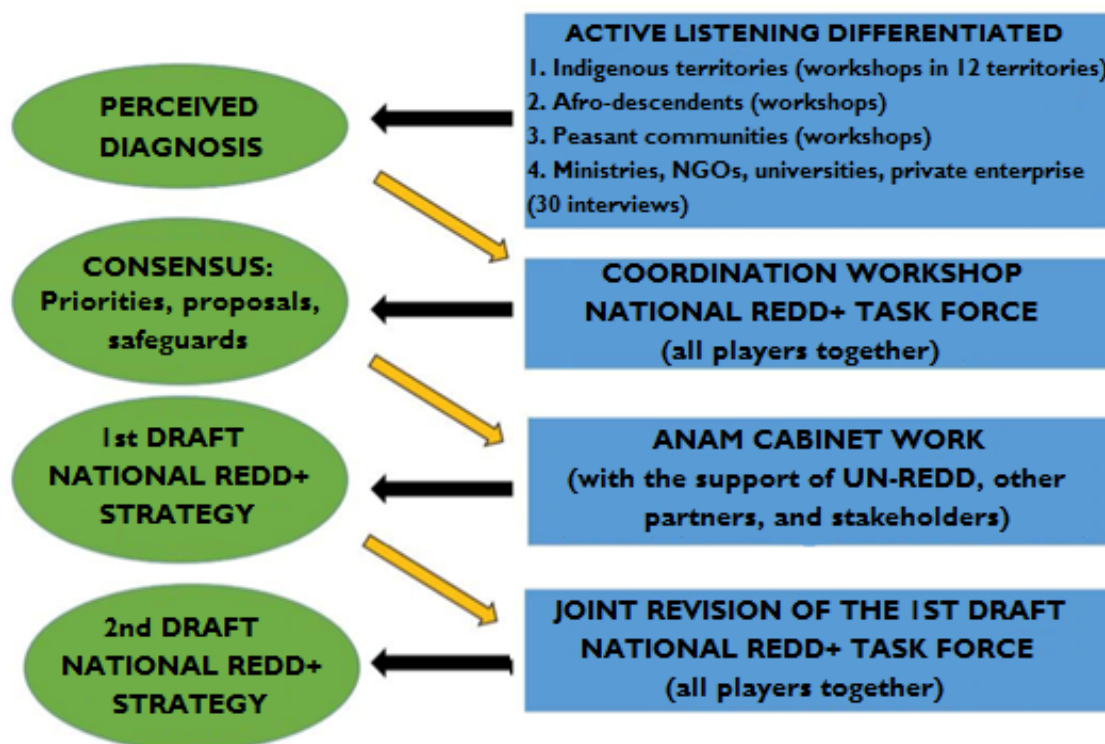 ACTIVE LISTENING DIFFERENTIATED
1. Indigenous territories (workshops in 12 territories)
2. Afro-descendents (workshops)
3. Peasant communities (workshops)
4. Ministries, NGOs, universities, private enterprise
(30 interviews)
PERCEIVED
DIAGNOSIS
COORDINATION WORKSHOP
NATIONAL REDD+ TASK FORCE
(all players together)
CONSENSUS:
Priorities, proposals,
safeguards
ANAM CABINET WORK
(with the support of UN-REDD, other
partners, and stakeholders)
1st DRAFT
NATIONAL REDD+
STRATEGY
JOINT REVISION OF THE 1ST DRAFT
NATIONAL REDD+ TASK FORCE
(all players together)
2nd DRAFT
NATIONAL REDD+
STRATEGY